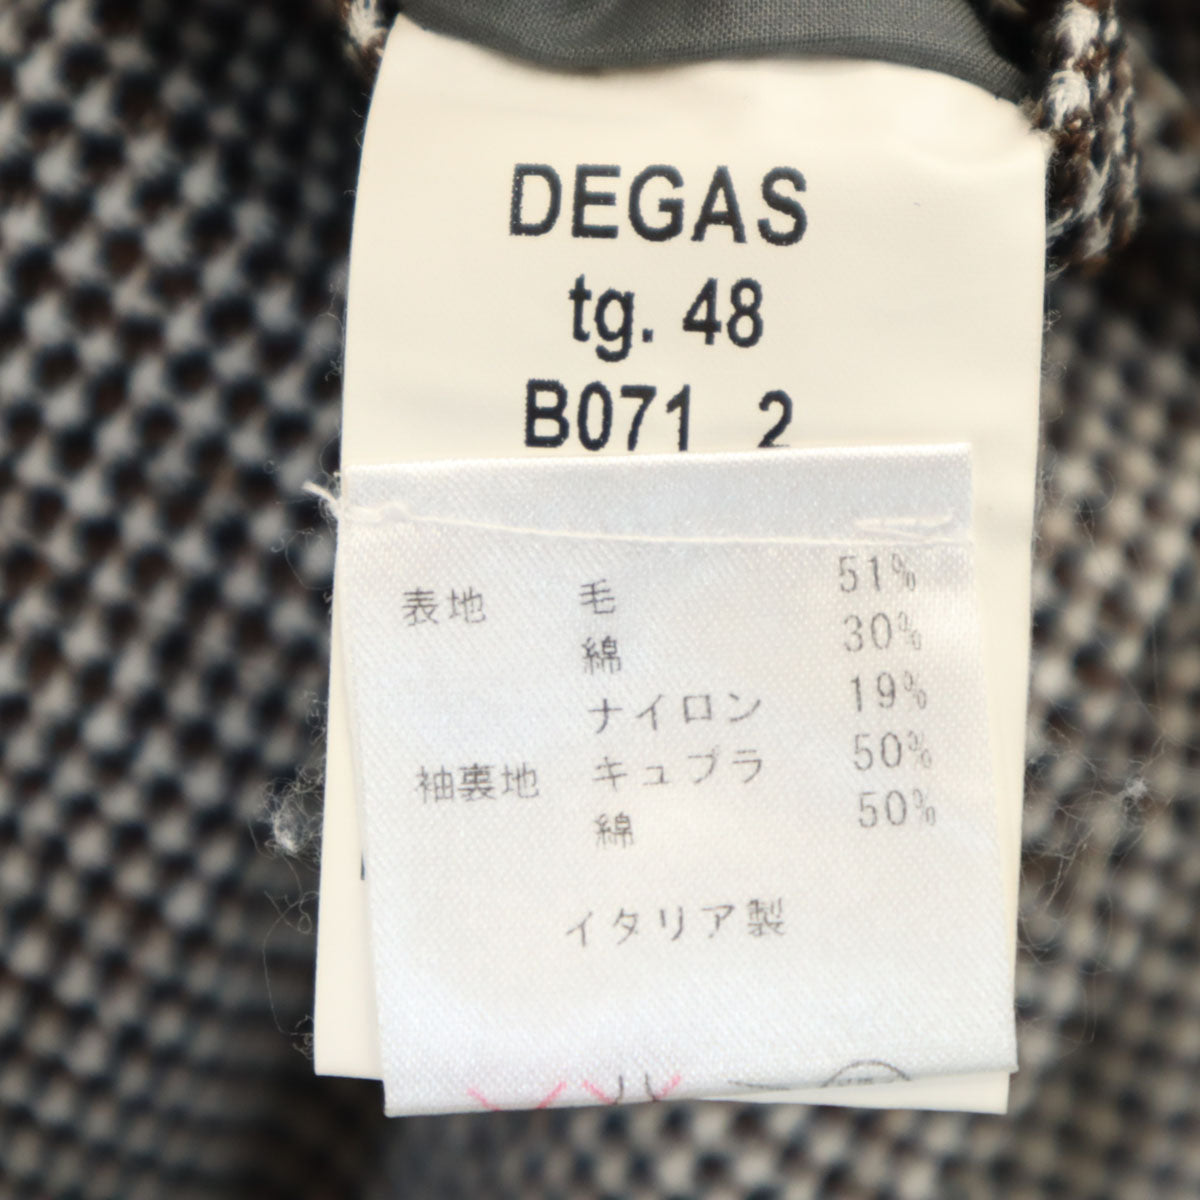 DEGAS
tg. 48
B071 2
表地 毛 51%
綿 30%
ナイロン 19%
袖裏地 キュプラ 50%
綿 50%
イタリア製